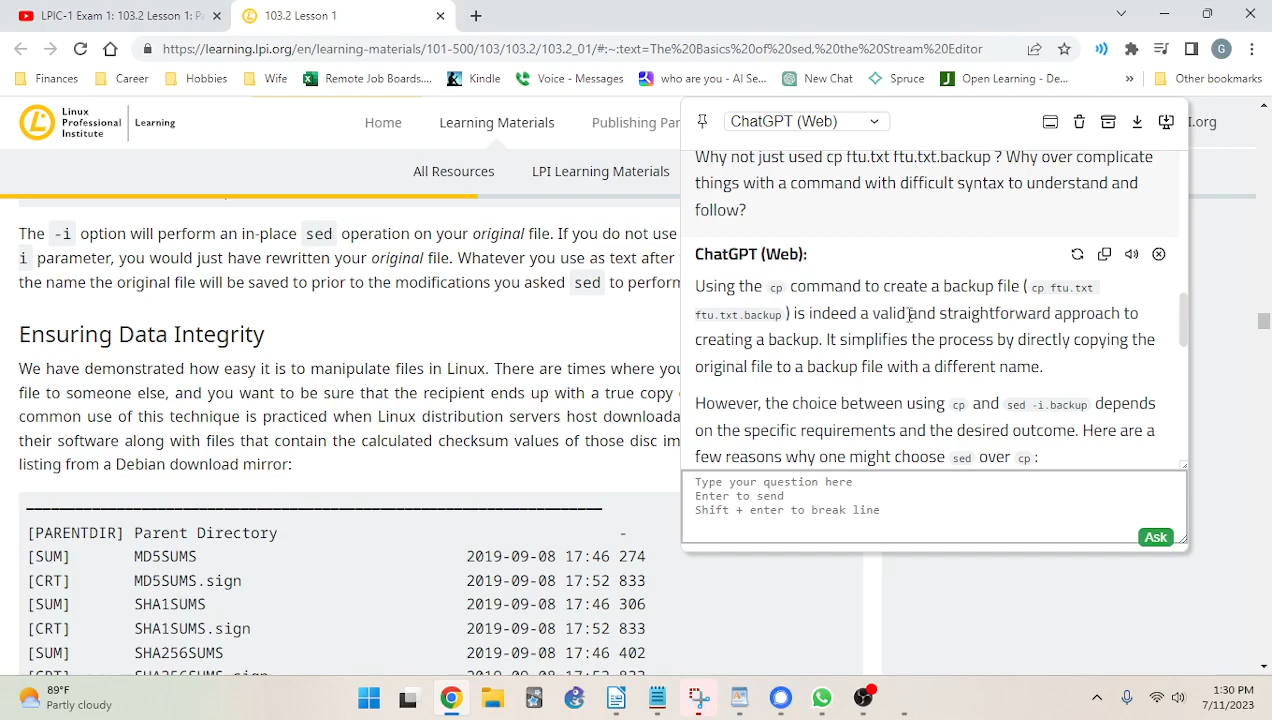 LPIC-1 Exam 1: 103.2 Lesson 1: Pa
103.2 Lesson 1
https://learning.lpi.org/en/learning-materials/101-500/103/103.2/103.2_01/#:~:text=The%20Basics%20of%20sed,%20the%20Stream%20Editor
G
Finances
Career
Hobbies
Wife
Remote Job Boards....
Kindle
Voice - Messages
who are you - AI Se...
New Chat
Spruce
Open Learning - De...
»
Other bookmarks
Linux
Professional
Institute
Learning
Home
Learning Materials
Publishing Par
I.org
All Resources
LPI Learning Materials
The -i option will perform an in-place sed operation on your original file. If you do not use
i parameter, you would just have rewritten your original file. Whatever you use as text after
the name the original file will be saved to prior to the modifications you asked sed to perform
Ensuring Data Integrity
We have demonstrated how easy it is to manipulate files in Linux. There are times where you
file to someone else, and you want to be sure that the recipient ends up with a true copy
common use of this technique is practiced when Linux distribution servers host downloada
their software along with files that contain the calculated checksum values of those disc im
listing from a Debian download mirror:
[PARENTDIR] Parent Directory -
[SUM] MD5SUMS 2019-09-08 17:46 274
[CRT] MD5SUMS.sign 2019-09-08 17:52 833
[SUM] SHA1SUMS 2019-09-08 17:46 306
[CRT] SHA1SUMS.sign 2019-09-08 17:52 833
[SUM] SHA256SUMS 2019-09-08 17:46 402
[CRT] SHA256SUMS.sign 2019-09-08 17:52 833
ChatGPT (Web)
Why not just used cp ftu.txt ftu.txt.backup ? Why over complicate
things with a command with difficult syntax to understand and
follow?
ChatGPT (Web):
Using the cp command to create a backup file ( cp ftu.txt
ftu.txt.backup ) is indeed a valid and straightforward approach to
creating a backup. It simplifies the process by directly copying the
original file to a backup file with a different name.
However, the choice between using cp and sed -i.backup depends
on the specific requirements and the desired outcome. Here are a
few reasons why one might choose sed over cp:
Type your question here
Enter to send
Shift + enter to break line
Ask
89°F
Partly cloudy
1:30 PM
7/11/2023